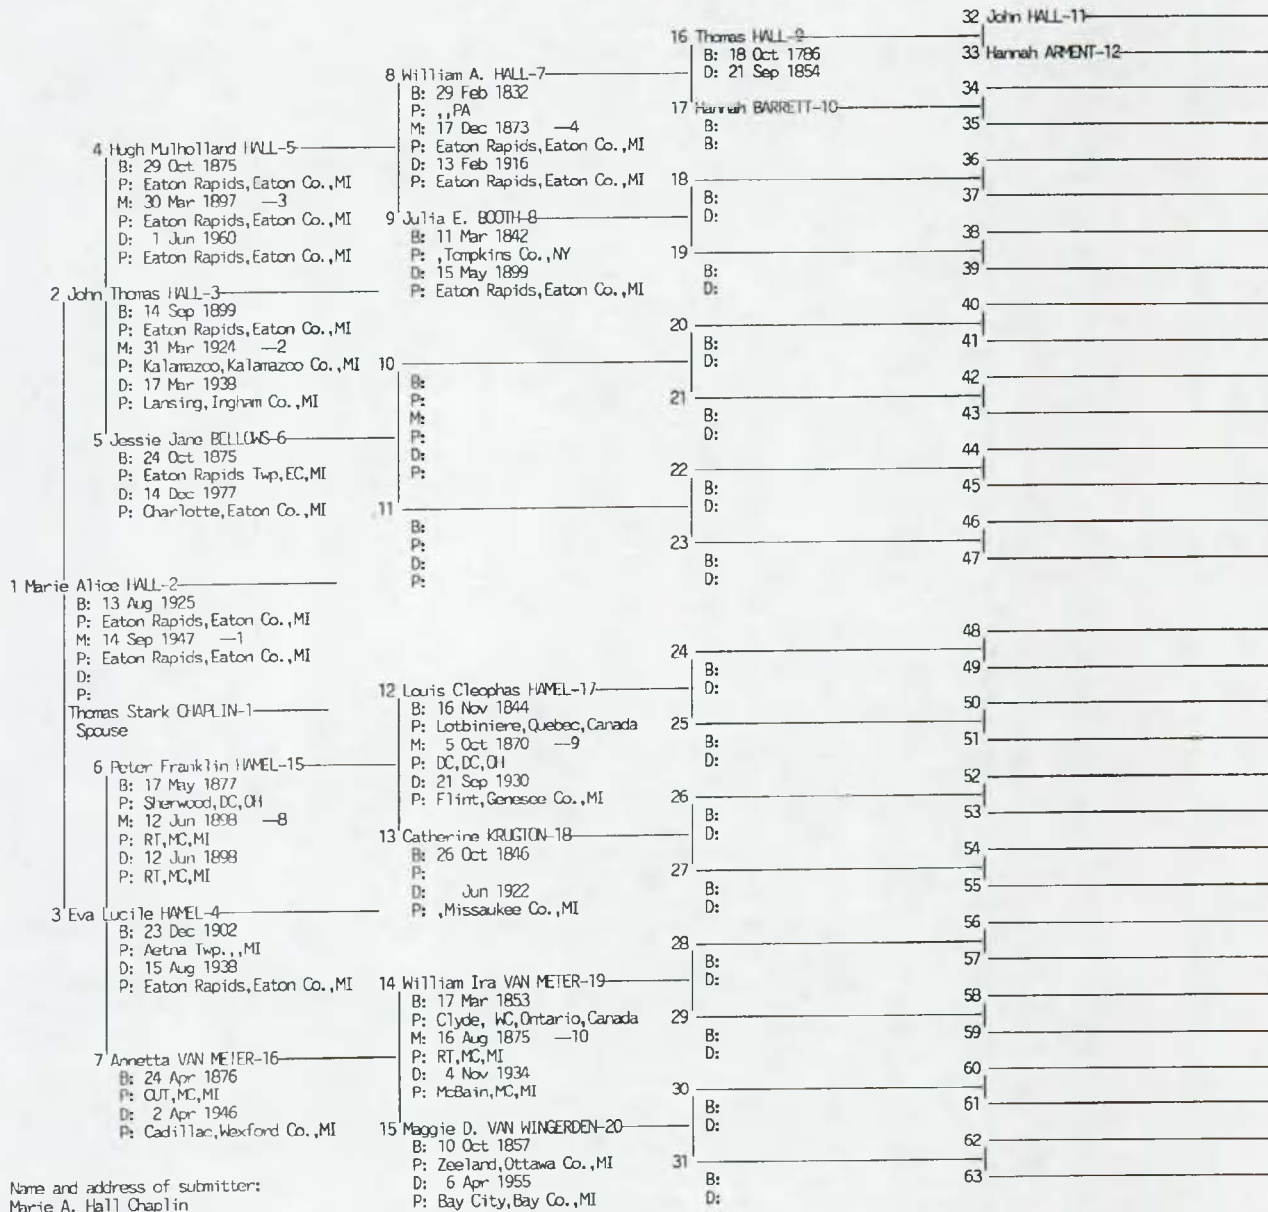 1 Marie Alice HALL-2
B: 13 Aug 1925
P: Eaton Rapids,Eaton Co.,MI
M: 14 Sep 1947 —1
P: Eaton Rapids,Eaton Co.,MI
D:
P:
Thomas Stark CHAPLIN-1
Spouse
2 John Thomas HALL-3
B: 14 Sep 1899
P: Eaton Rapids,Eaton Co.,MI
M: 31 Mar 1924 —2
P: Kalamazoo,Kalamazoo Co.,MI
D: 17 Mar 1938
P: Lansing,Ingham Co.,MI
3 Eva Lucile HAMEL-4
B: 23 Dec 1902
P: Aetna Twp.,,MI
D: 15 Aug 1938
P: Eaton Rapids,Eaton Co.,MI
4 Hugh Mulholland HALL-5
B: 29 Oct 1875
P: Eaton Rapids,Eaton Co.,MI
M: 30 Mar 1897 —3
P: Eaton Rapids,Eaton Co.,MI
D: 1 Jun 1960
P: Eaton Rapids,Eaton Co.,MI
5 Jessie Jane BELLOWS-6
B: 24 Oct 1875
P: Eaton Rapids Twp,EC,MI
D: 14 Dec 1977
P: Charlotte,Eaton Co.,MI
6 Peter Franklin HAMEL-15
B: 17 May 1877
P: Sherwood,DC,OH
M: 12 Jun 1898 —8
P: RT,MC,MI
D: 12 Jun 1898
P: RT,MC,MI
7 Annetta VAN METER-16
B: 24 Apr 1876
P: OUT,MC,MI
D: 2 Apr 1946
P: Cadillac,Wexford Co.,MI
8 William A. HALL-7
B: 29 Feb 1832
P: ,,PA
M: 17 Dec 1873 —4
P: Eaton Rapids,Eaton Co.,MI
D: 13 Feb 1916
P: Eaton Rapids,Eaton Co.,MI
9 Julia E. BOOTH-8
B: 11 Mar 1842
P: ,Tompkins Co.,NY
D: 15 May 1899
P: Eaton Rapids,Eaton Co.,MI
10
B:
P:
M:
P:
D:
P:
11
B:
P:
D:
P:
12 Louis Cleophas HAMEL-17
B: 16 Nov 1844
P: Lotbiniere,Quebec,Canada
M: 5 Oct 1870 —9
P: DC,DC,OH
D: 21 Sep 1930
P: Flint,Genesee Co.,MI
13 Catherine KRUGTON-18
B: 26 Oct 1846
P:
D: Jun 1922
P: ,Missaukee Co.,MI
14 William Ira VAN METER-19
B: 17 Mar 1853
P: Clyde, WC,Ontario,Canada
M: 16 Aug 1875 —10
P: RT,MC,MI
D: 4 Nov 1934
P: McBain,MC,MI
15 Maggie D. VAN WINGERDEN-20
B: 10 Oct 1857
P: Zeeland,Ottawa Co.,MI
D: 6 Apr 1955
P: Bay City,Bay Co.,MI
16 Thomas HALL-9
B: 18 Oct 1786
D: 21 Sep 1854
17 Hannah BARRETT-10
B:
B:
18
B:
D:
19
B:
D:
20
B:
D:
21
B:
D:
22
B:
D:
23
B:
D:
24
B:
D:
25
B:
D:
26
B:
D:
27
B:
D:
28
B:
D:
29
B:
D:
30
B:
D:
31
B:
D:
32 John HALL-11
33 Hannah ARMENT-12
34
35
36
37
38
39
40
41
42
43
44
45
46
47
48
49
50
51
52
53
54
55
56
57
58
59
60
61
62
63
Name and address of submitter:
Marie A. Hall Chaplin